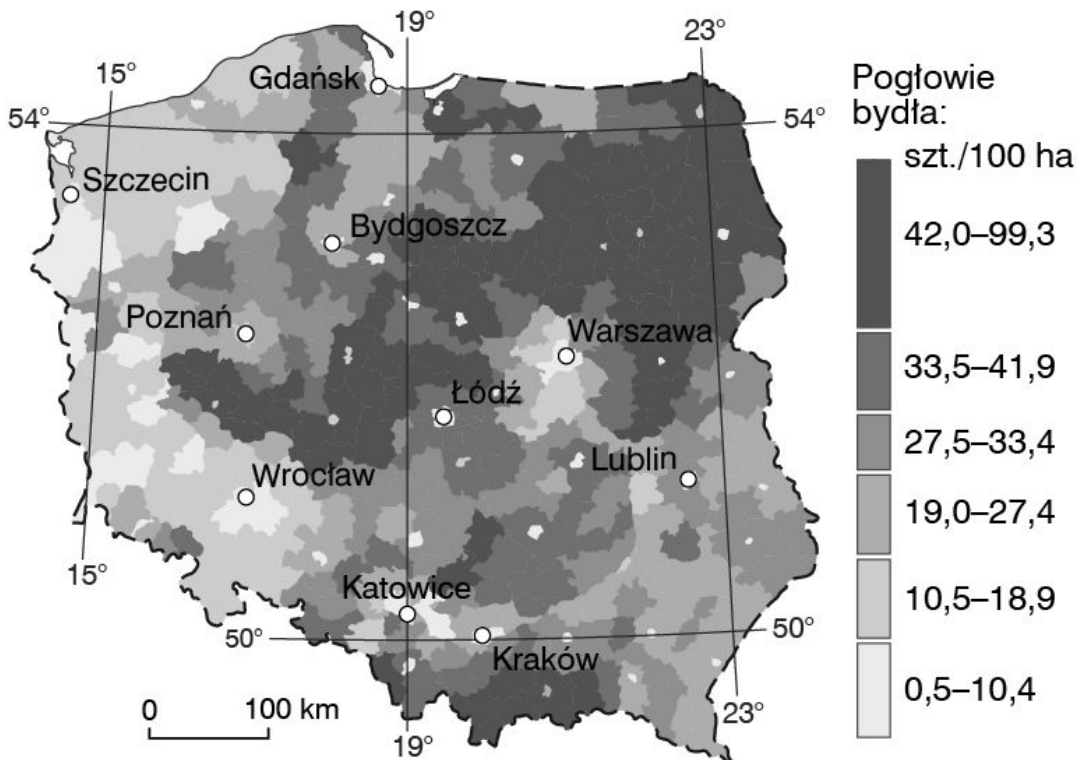 19°
23°
15°
Gdańsk
54°
54°
Szczecin
Bydgoszcz
Poznań
Warszawa
Łódź
Lublin
Wrocław
15°
Katowice
50°
50°
Kraków
23°
0 100 km
19°
Pogłowie
bydła:
szt./100 ha
42,0–99,3
33,5–41,9
27,5–33,4
19,0–27,4
10,5–18,9
0,5–10,4